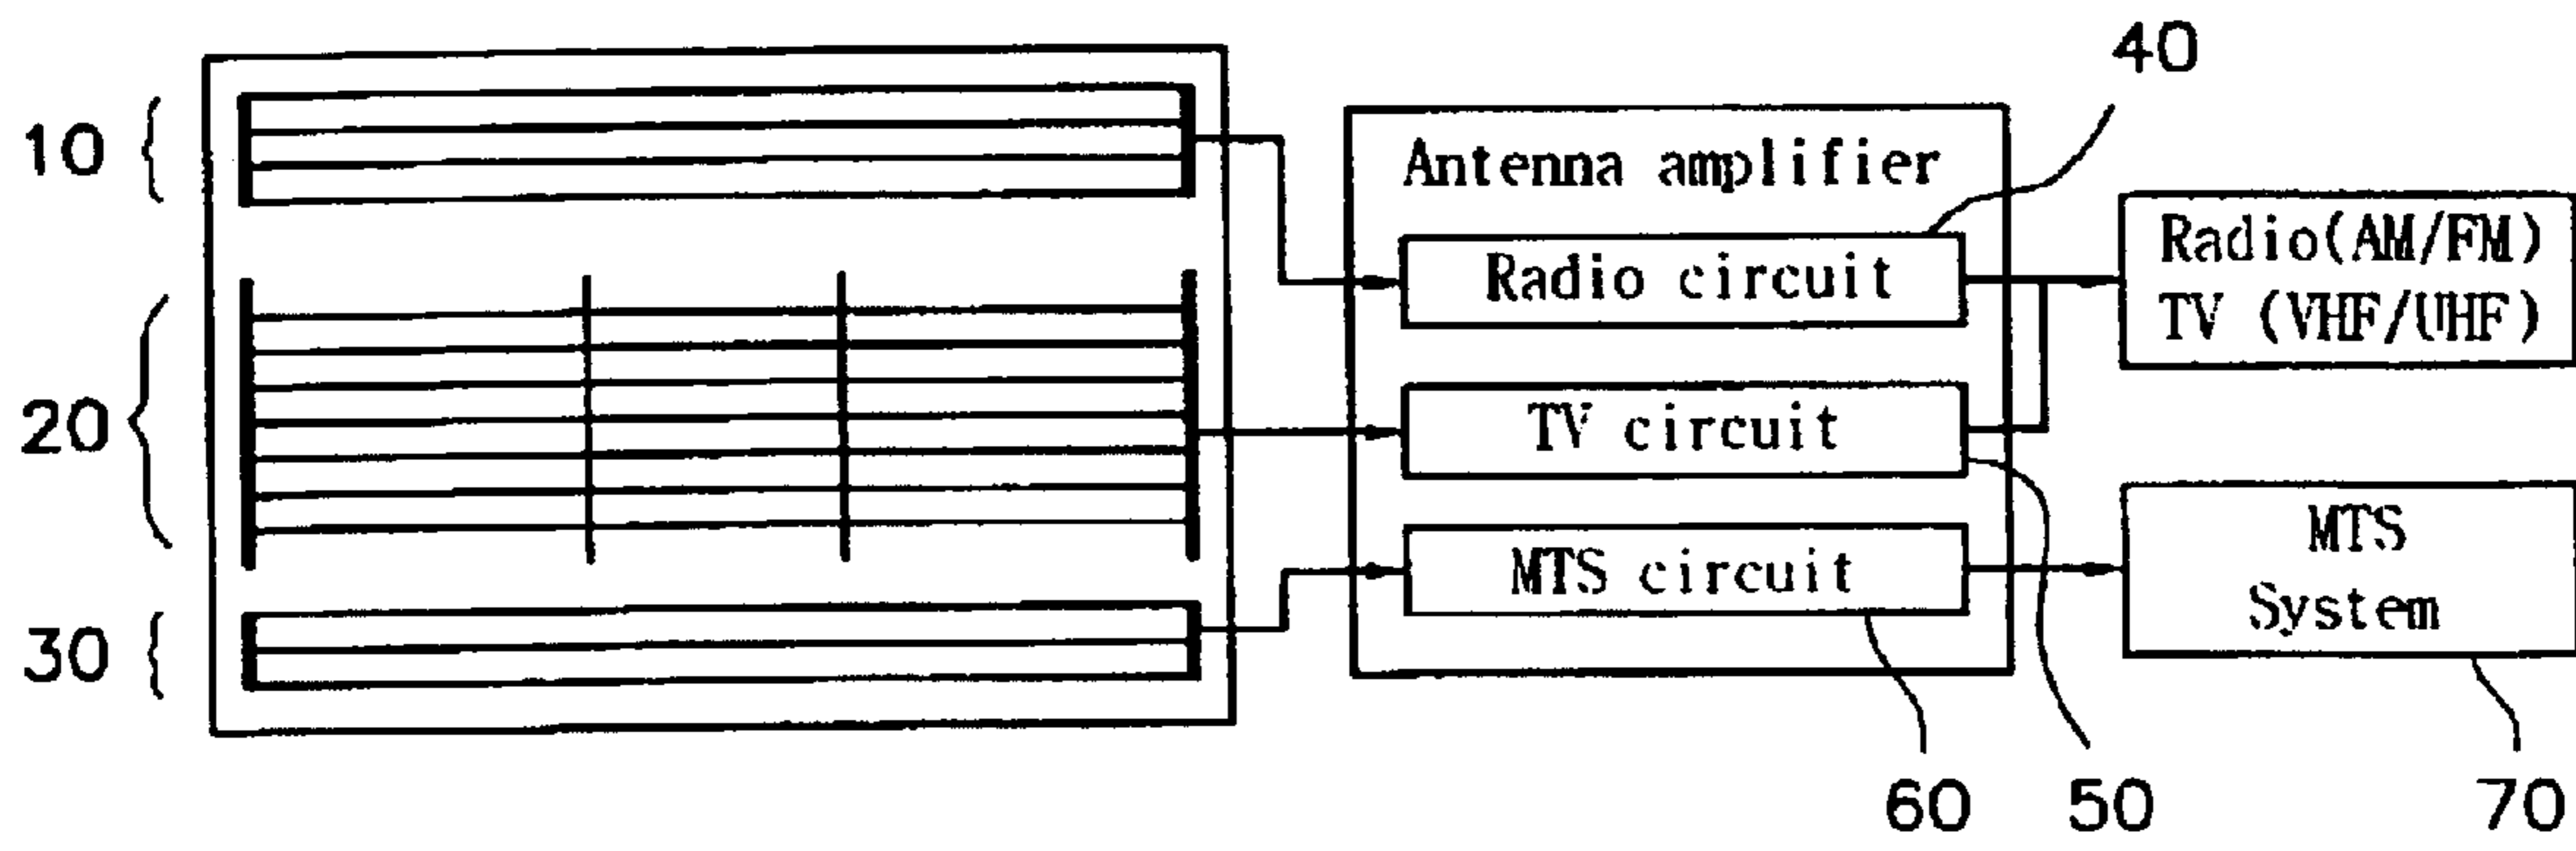 40
10
Antenna amplifier
Radio circuit
Radio(AM/FM)
TV (VHF/UHF)
20
TV circuit
MTS circuit
MTS
System
30
60
50
70